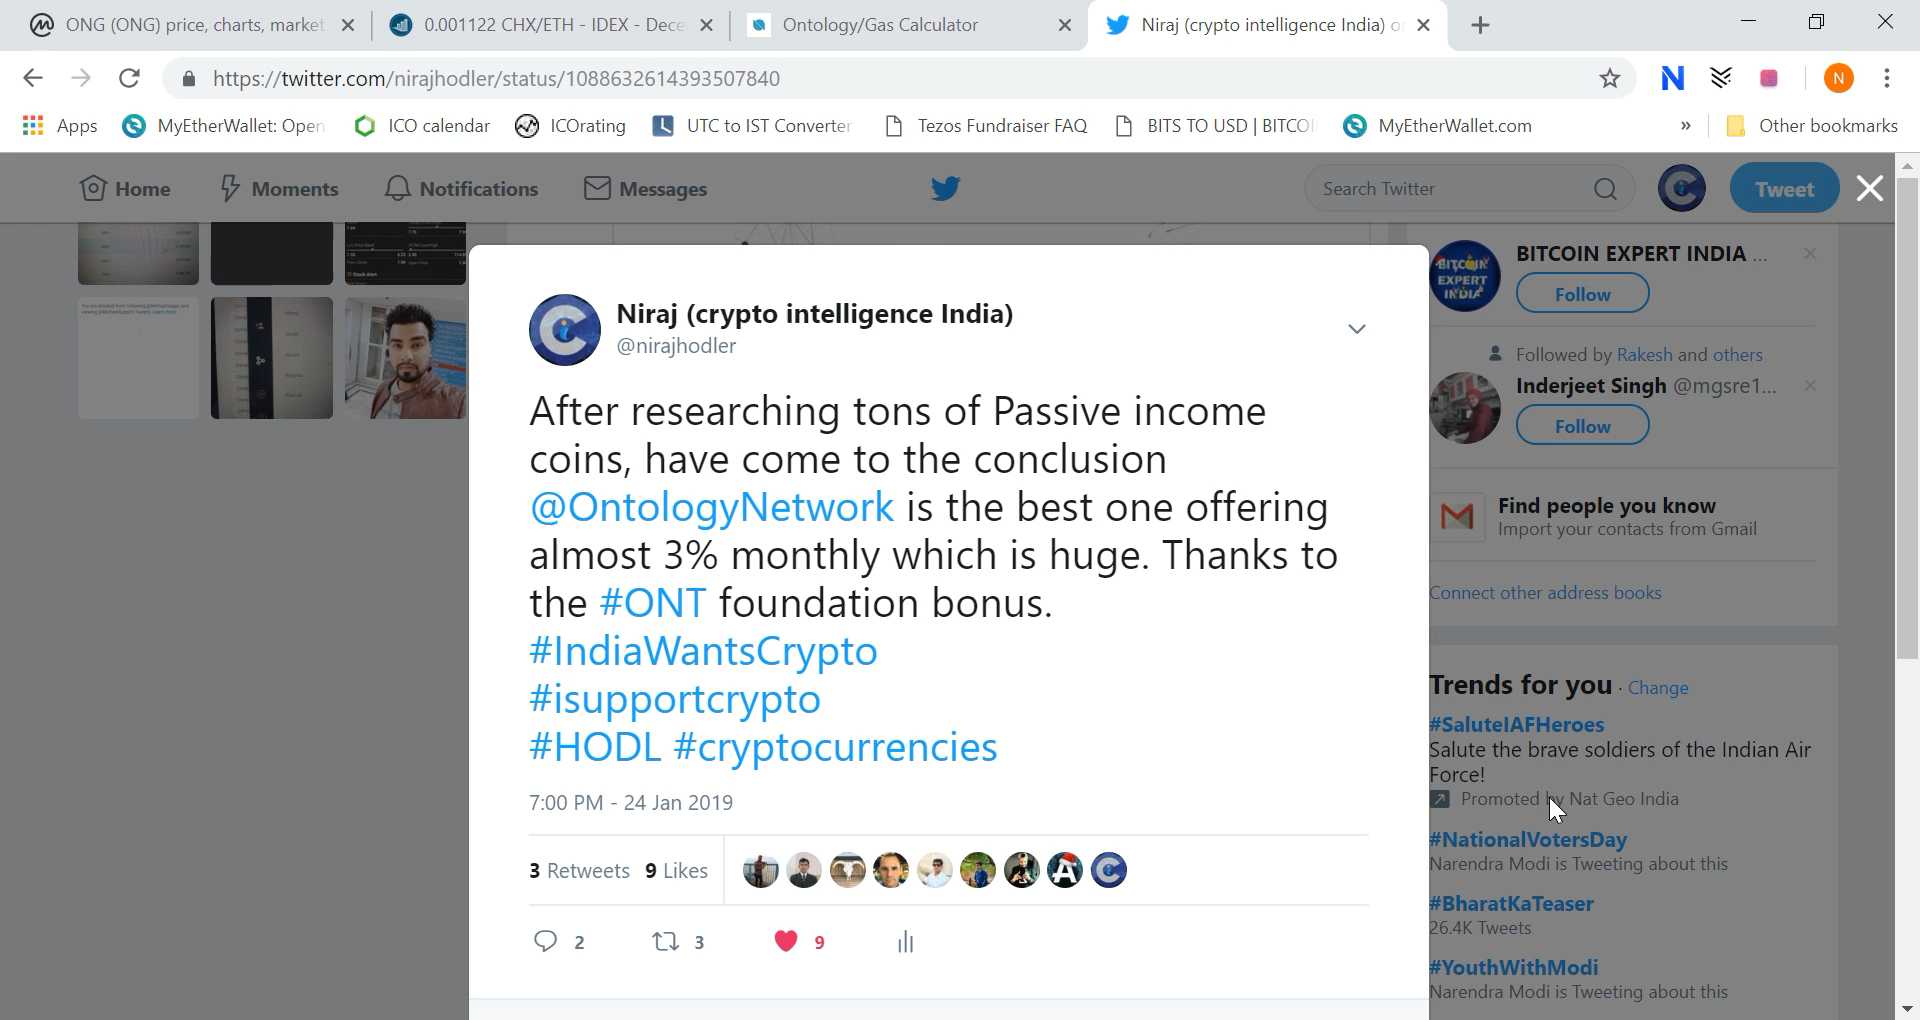 ONG (ONG) price, charts, market
0.001122 CHX/ETH - IDEX - Dece
Ontology/Gas Calculator
Niraj (crypto intelligence India) o
https://twitter.com/nirajhodler/status/1088632614393507840
N
N
Apps
MyEtherWallet: Open
ICO calendar
ICOrating
UTC to IST Converter
Tezos Fundraiser FAQ
BITS TO USD | BITCOI
MyEtherWallet.com
»
Other bookmarks
Home
Moments
Notifications
Messages
Search Twitter
Tweet
Niraj (crypto intelligence India)
@nirajhodler
After researching tons of Passive income
coins, have come to the conclusion
@OntologyNetwork is the best one offering
almost 3% monthly which is huge. Thanks to
the #ONT foundation bonus.
#IndiaWantsCrypto
#isupportcrypto
#HODL #cryptocurrencies
7:00 PM - 24 Jan 2019
3 Retweets 9 Likes
A
2
3
9
BITCOIN
EXPERT
INDIA
BITCOIN EXPERT INDIA ...
Follow
Followed by Rakesh and others
Inderjeet Singh @mgsre1...
Follow
Find people you know
Import your contacts from Gmail
Connect other address books
Trends for you · Change
#SaluteIAFHeroes
Salute the brave soldiers of the Indian Air
Force!
Promoted by Nat Geo India
#NationalVotersDay
Narendra Modi is Tweeting about this
#BharatKaTeaser
26.4K Tweets
#YouthWithModi
Narendra Modi is Tweeting about this